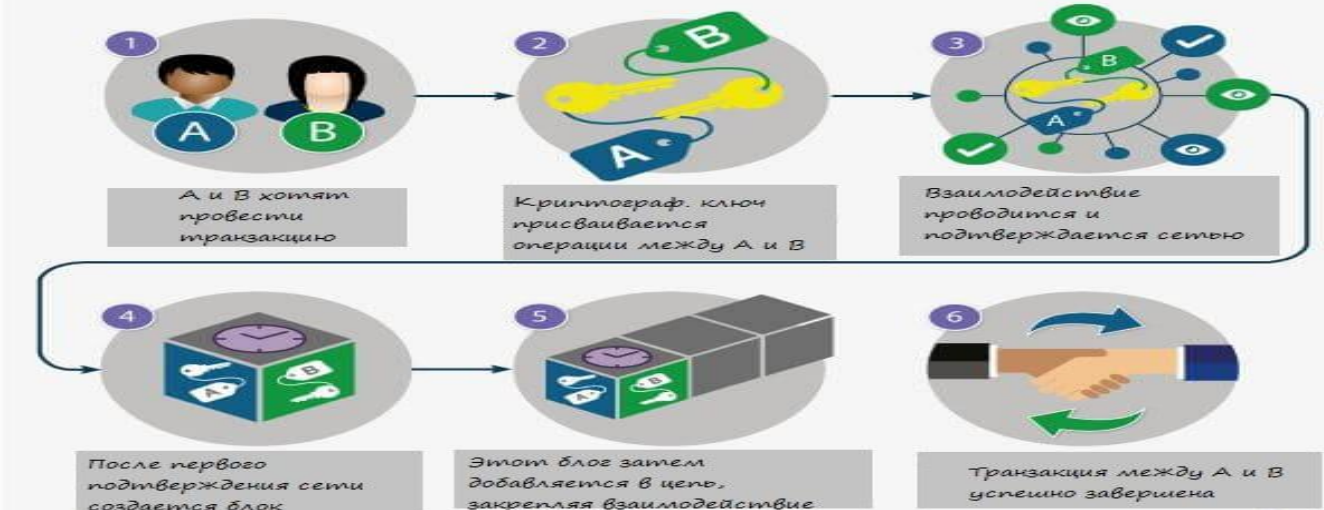 1
A
B
А и В хотят
провести
транзакцию
2
B
A
Криптограф. ключ
присваивается
операции между А и В
3
B
A
Взаимодействие
проводится и
подтверждается сетью
4
A
B
После первого
подтверждения сети
создается блок
5
A
B
Этот блог затем
добавляется в цепь,
закрепляя взаимодействие
6
Транзакция между А и В
успешно завершена